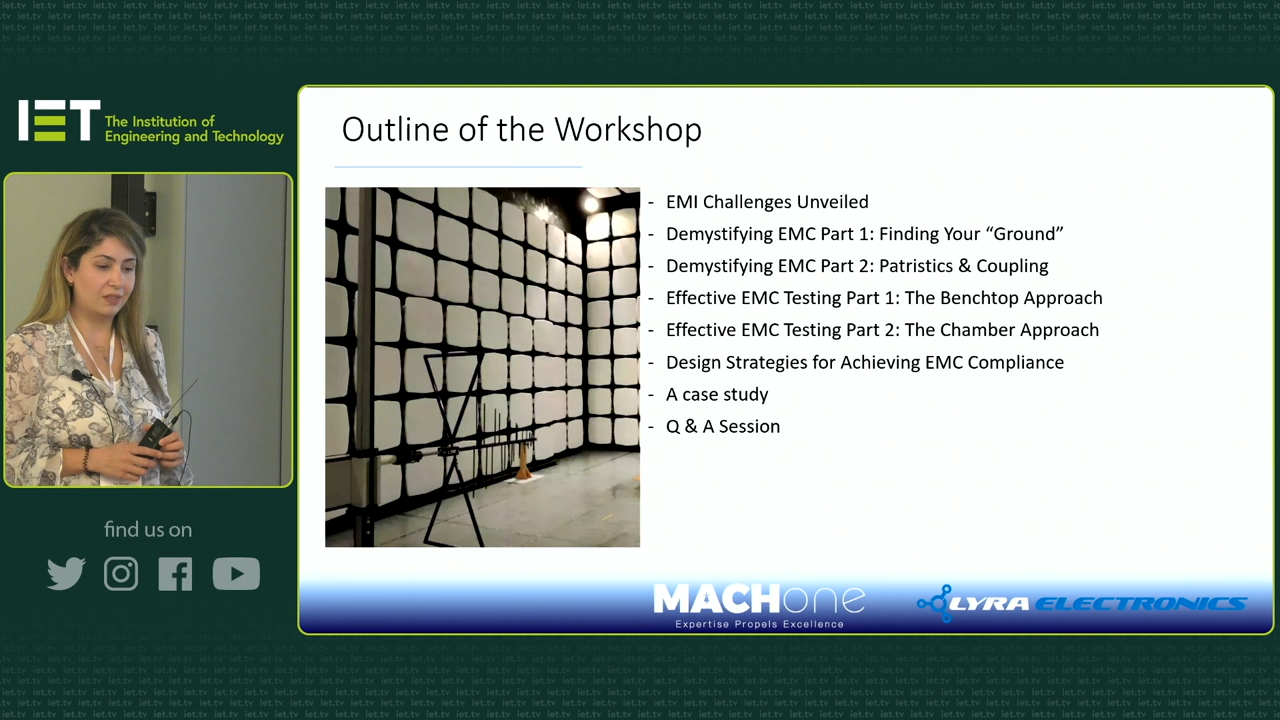 IET
The Institution of
Engineering and Technology
find us on
Outline of the Workshop
- EMI Challenges Unveiled
- Demystifying EMC Part 1: Finding Your “Ground”
- Demystifying EMC Part 2: Patristics & Coupling
- Effective EMC Testing Part 1: The Benchtop Approach
- Effective EMC Testing Part 2: The Chamber Approach
- Design Strategies for Achieving EMC Compliance
- A case study
- Q & A Session
MACHone
Expertise Propels Excellence
LYRA ELECTRONICS
iet.tv